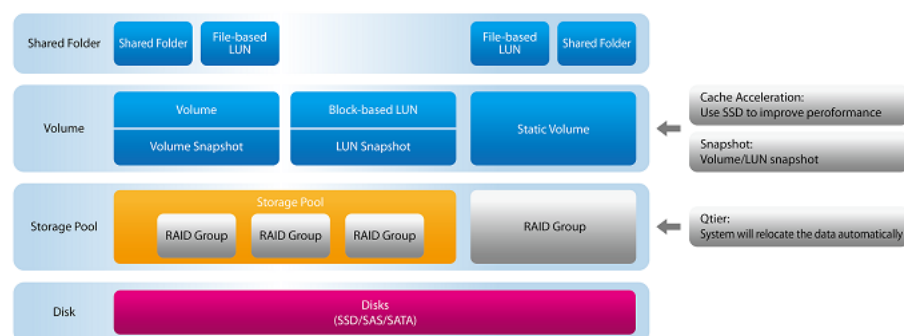 Shared Folder
Shared Folder
File-based
LUN
File-based
LUN
Shared Folder
Volume
Volume
Volume Snapshot
Block-based LUN
LUN Snapshot
Static Volume
Cache Acceleration:
Use SSD to improve peroformance
Snapshot:
Volume/LUN snapshot
Storage Pool
Storage Pool
RAID Group
RAID Group
RAID Group
RAID Group
Qtier:
System will relocate the data automatically
Disk
Disks
(SSD/SAS/SATA)